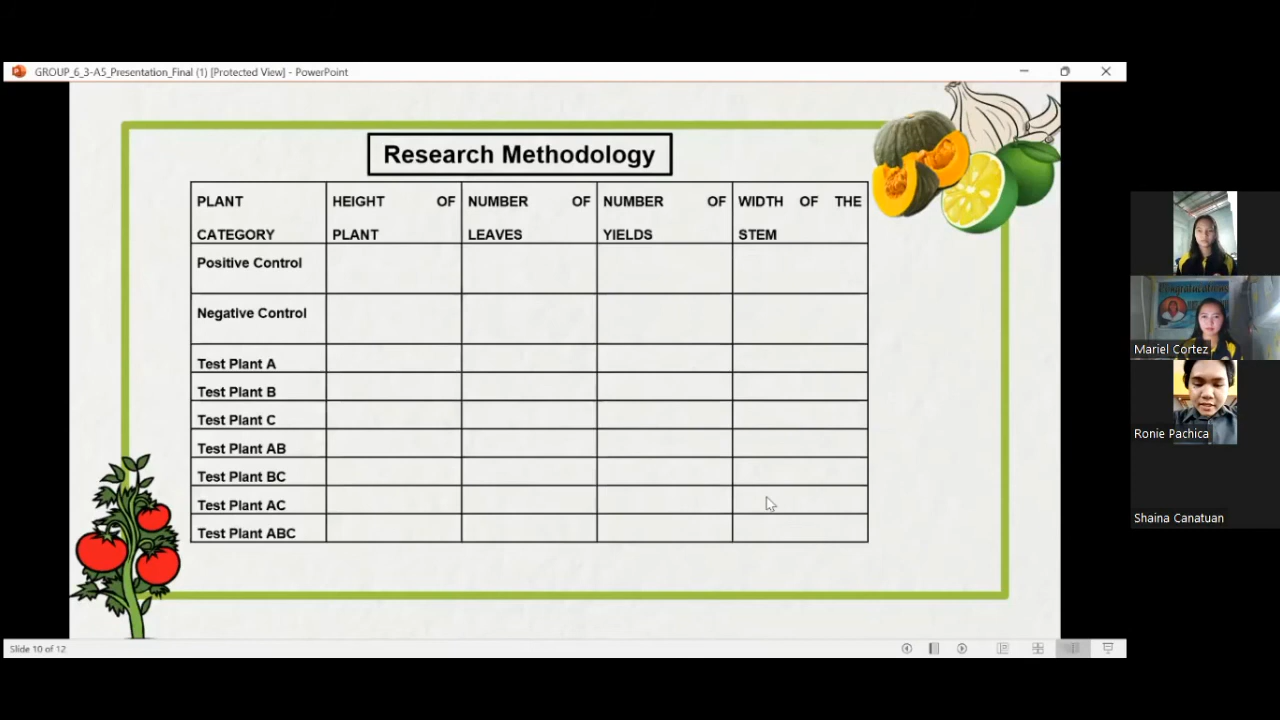 GROUP_6_3-A5_Presentation_Final (1) [Protected View] - PowerPoint
Research Methodology
PLANT CATEGORY
HEIGHT OF PLANT
NUMBER OF LEAVES
NUMBER OF YIELDS
WIDTH OF THE STEM
Positive Control
Negative Control
Test Plant A
Test Plant B
Test Plant C
Test Plant AB
Test Plant BC
Test Plant AC
Test Plant ABC
Slide 10 of 12
Congratulations
Mariel Cortez
Ronie Pachica
Shaina Canatuan